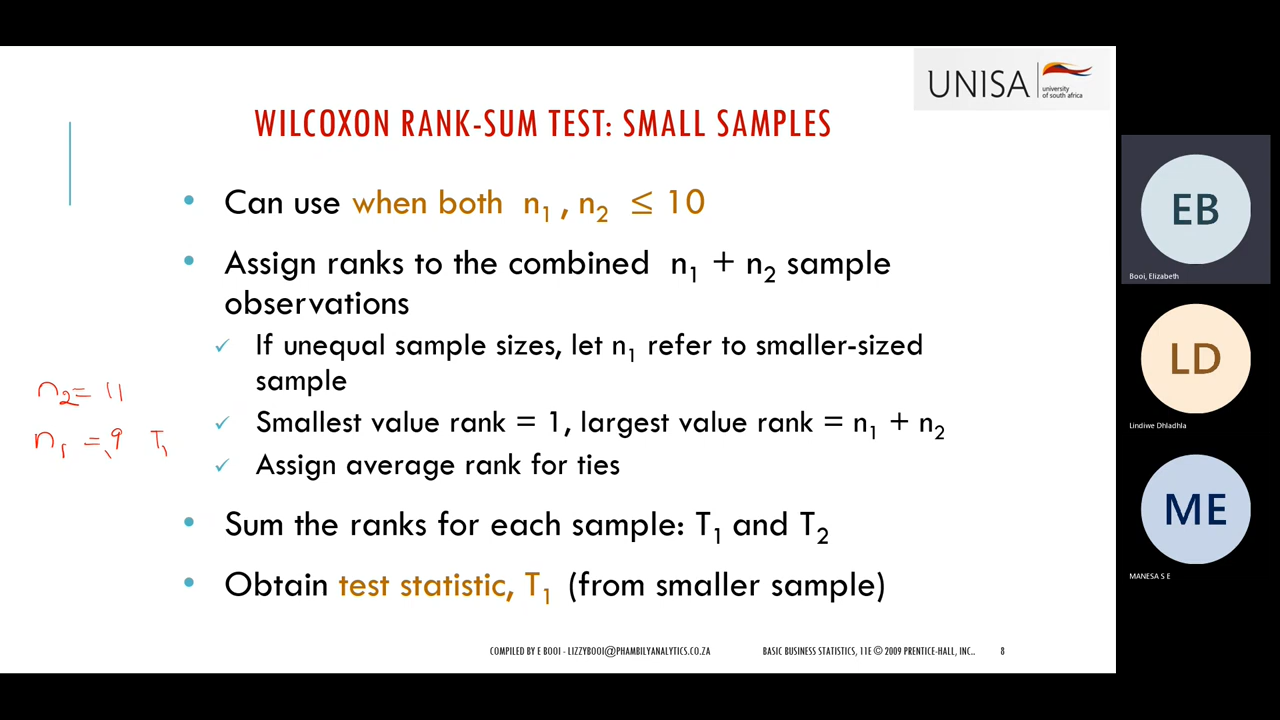 UNISA
university
of south africa
WILCOXON RANK-SUM TEST: SMALL SAMPLES
• Can use when both n₁ , n₂ ≤ 10
• Assign ranks to the combined n₁ + n₂ sample
observations
✓ If unequal sample sizes, let n₁ refer to smaller-sized
sample
✓ Smallest value rank = 1, largest value rank = n₁ + n₂
✓ Assign average rank for ties
• Sum the ranks for each sample: T₁ and T₂
• Obtain test statistic, T₁ (from smaller sample)
n₂ = 11
n₁ = 9 T₁
COMPILED BY E BOOI - LIZZYBOOI@PHAMBILYANALYTICS.CO.ZA
BASIC BUSINESS STATISTICS, 11E © 2009 PRENTICE-HALL, INC..
8
EB
Booi, Elizabeth
LD
Lindiwe Dhladhla
ME
MANESA S E